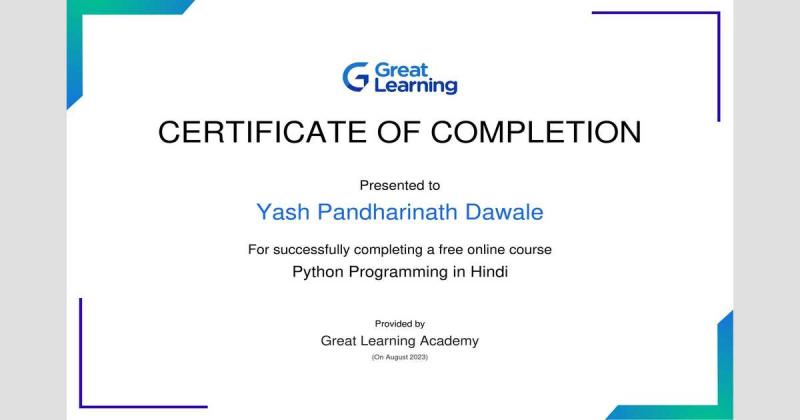 Great
Learning
CERTIFICATE OF COMPLETION
Presented to
Yash Pandharinath Dawale
For successfully completing a free online course
Python Programming in Hindi
Provided by
Great Learning Academy
(On August 2023)